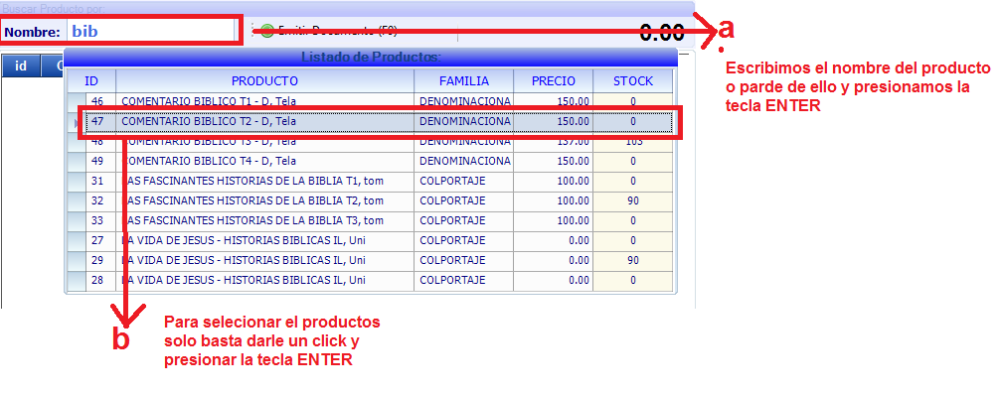 Buscar Producto por:
Nombre: bib
Emitir Documento (F9)
0.00
a
.
Escribimos el nombre del producto
o parde de ello y presionamos la
tecla ENTER
id
Listado de Productos:
ID PRODUCTO FAMILIA PRECIO STOCK
46 COMENTARIO BIBLICO T1 - D, Tela DENOMINACIONA 150.00 0
47 COMENTARIO BIBLICO T2 - D, Tela DENOMINACIONA 150.00 0
48 COMENTARIO BIBLICO T3 - D, Tela DENOMINACIONA 137.00 103
49 COMENTARIO BIBLICO T4 - D, Tela DENOMINACIONA 150.00 0
31 LAS FASCINANTES HISTORIAS DE LA BIBLIA T1, tom COLPORTAJE 100.00 0
32 LAS FASCINANTES HISTORIAS DE LA BIBLIA T2, tom COLPORTAJE 100.00 90
33 LAS FASCINANTES HISTORIAS DE LA BIBLIA T3, tom COLPORTAJE 100.00 0
27 LA VIDA DE JESUS - HISTORIAS BIBLICAS IL, Uni COLPORTAJE 0.00 0
29 LA VIDA DE JESUS - HISTORIAS BIBLICAS IL, Uni COLPORTAJE 0.00 90
28 LA VIDA DE JESUS - HISTORIAS BIBLICAS IL, Uni COLPORTAJE 0.00 0
b
Para selecionar el productos
solo basta darle un click y
presionar la tecla ENTER